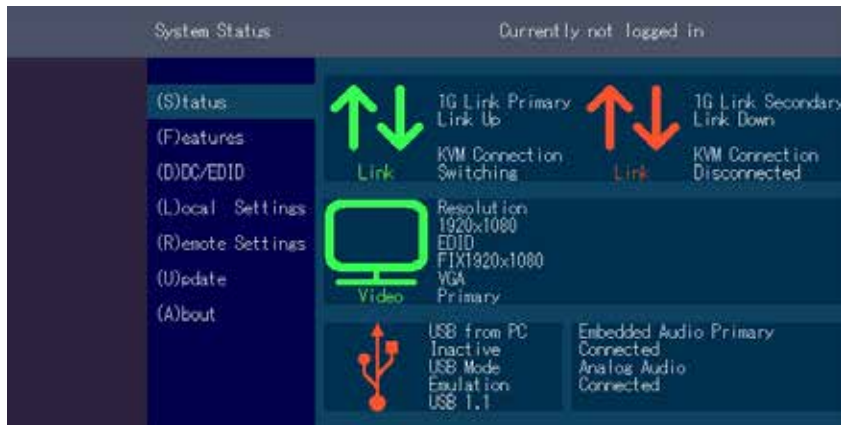 System Status
Currently not logged in
(S)tatus
(F)eatures
(D)DC/EDID
(L)ocal Settings
(R)emote Settings
(U)pdate
(A)bout
Link
1G Link Primary
Link Up
KVM Connection
Switching
Link
1G Link Secondary
Link Down
KVM Connection
Disconnected
Video
Resolution
1920x1080
EDID
FIX1920x1080
VGA
Primary
USB from PC
Inactive
USB Mode
Emulation
USB 1.1
Embedded Audio Primary
Connected
Analog Audio
Connected